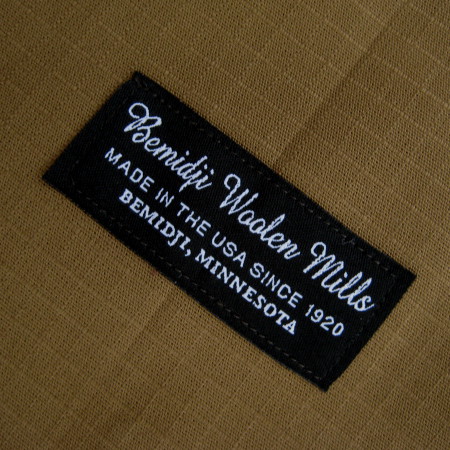 Bemidji Woolen Mills
MADE IN THE USA SINCE 1920
BEMIDJI, MINNESOTA